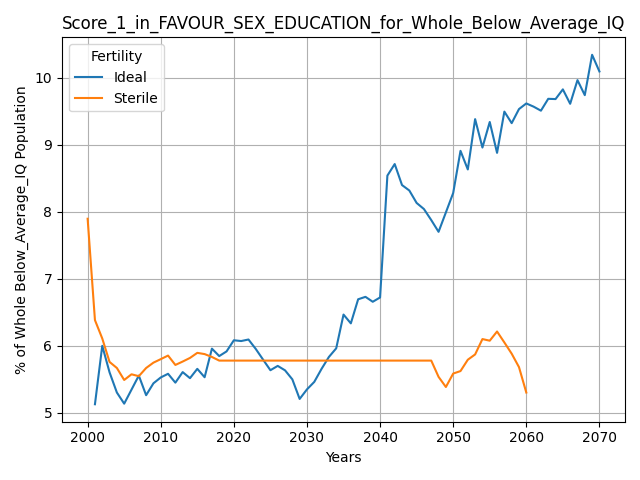 Score_1_in_FAVOUR_SEX_EDUCATION_for_Whole_Below_Average_IQ
Fertility
Ideal
Sterile
% of Whole Below_Average_IQ Population
10
9
8
7
6
5
2000 2010 2020 2030 2040 2050 2060 2070
Years